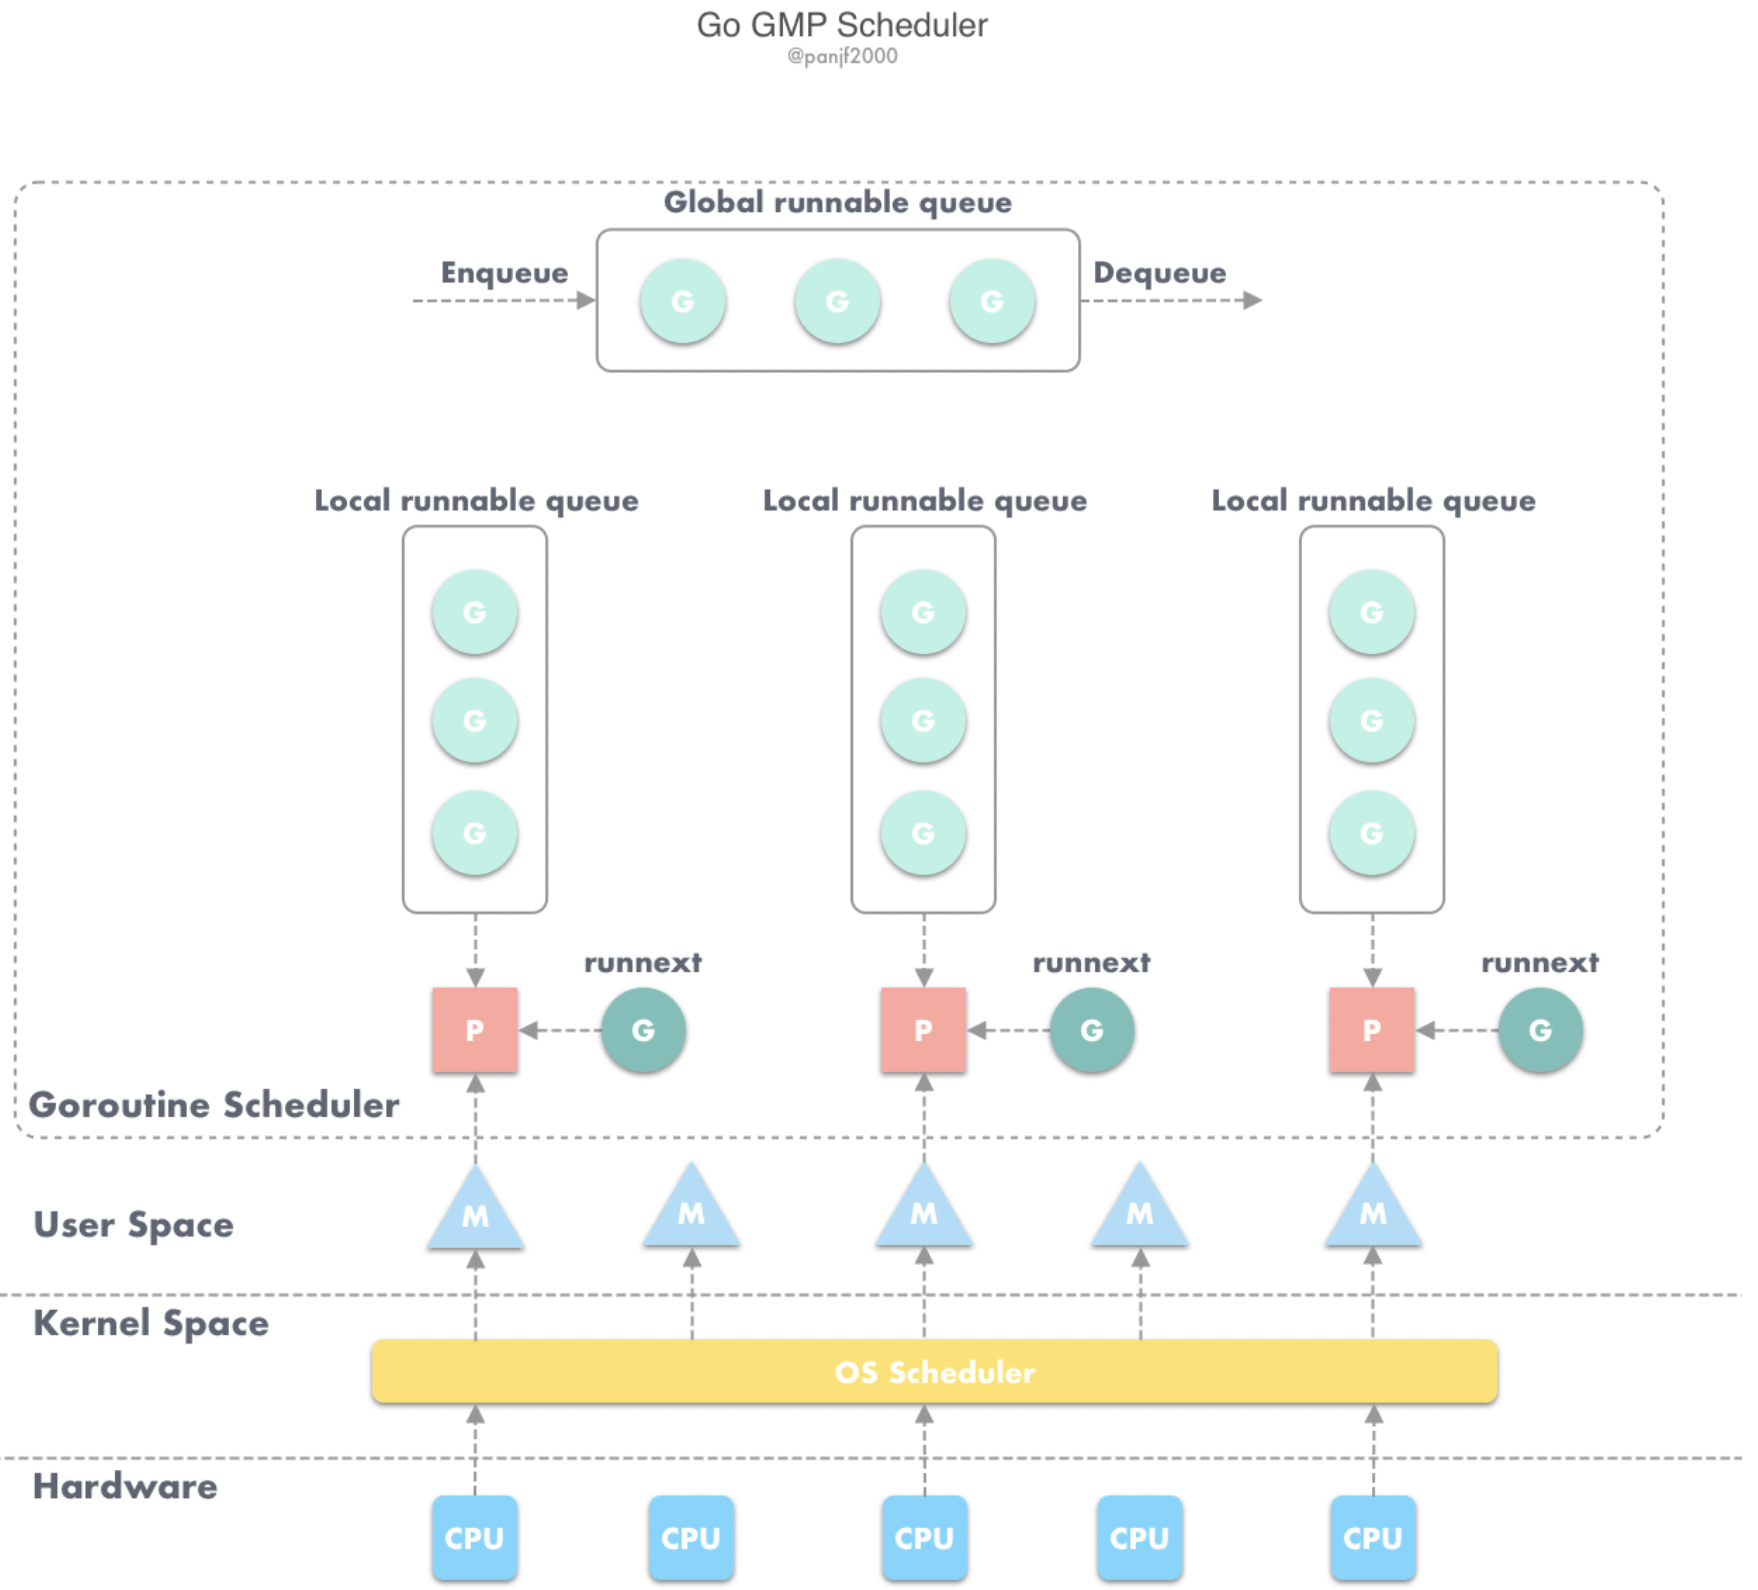 Go GMP Scheduler
@panjf2000
Global runnable queue
Enqueue
G G G
Dequeue
Local runnable queue Local runnable queue Local runnable queue
G G G
G G G
G G G
runnext runnext runnext
P G P G P G
Goroutine Scheduler
User Space
M M M M M
Kernel Space
OS Scheduler
Hardware
CPU CPU CPU CPU CPU